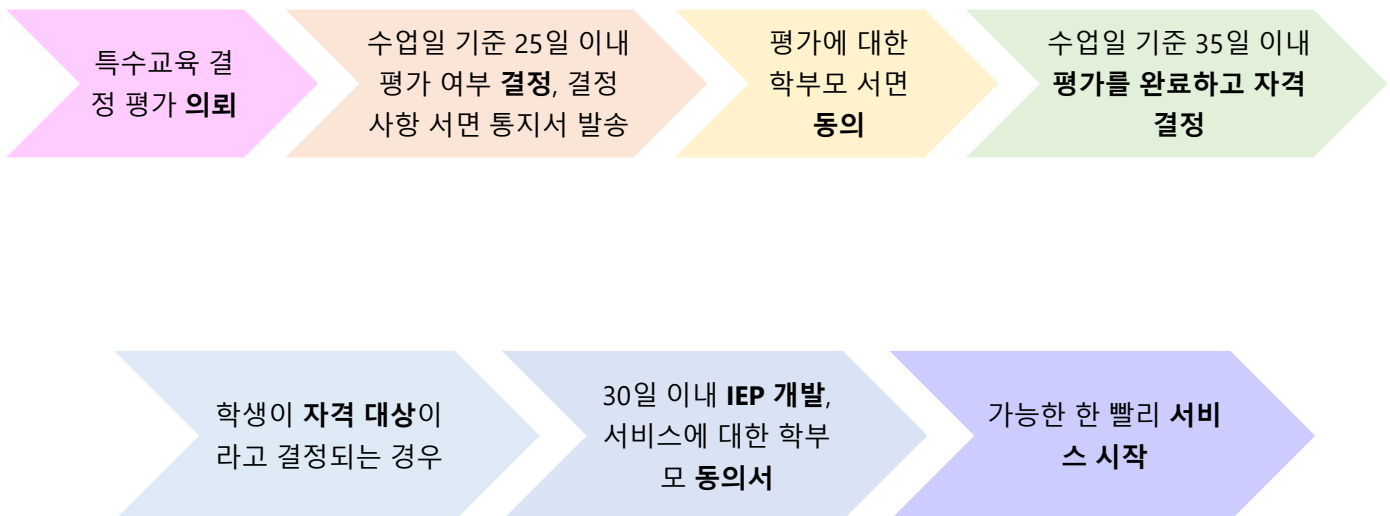 특수교육 결
정 평가 의뢰
수업일 기준 25일 이내
평가 여부 결정, 결정
사항 서면 통지서 발송
평가에 대한
학부모 서면
동의
수업일 기준 35일 이내
평가를 완료하고 자격
결정
학생이 자격 대상이
라고 결정되는 경우
30일 이내 IEP 개발,
서비스에 대한 학부
모 동의서
가능한 한 빨리 서비
스 시작